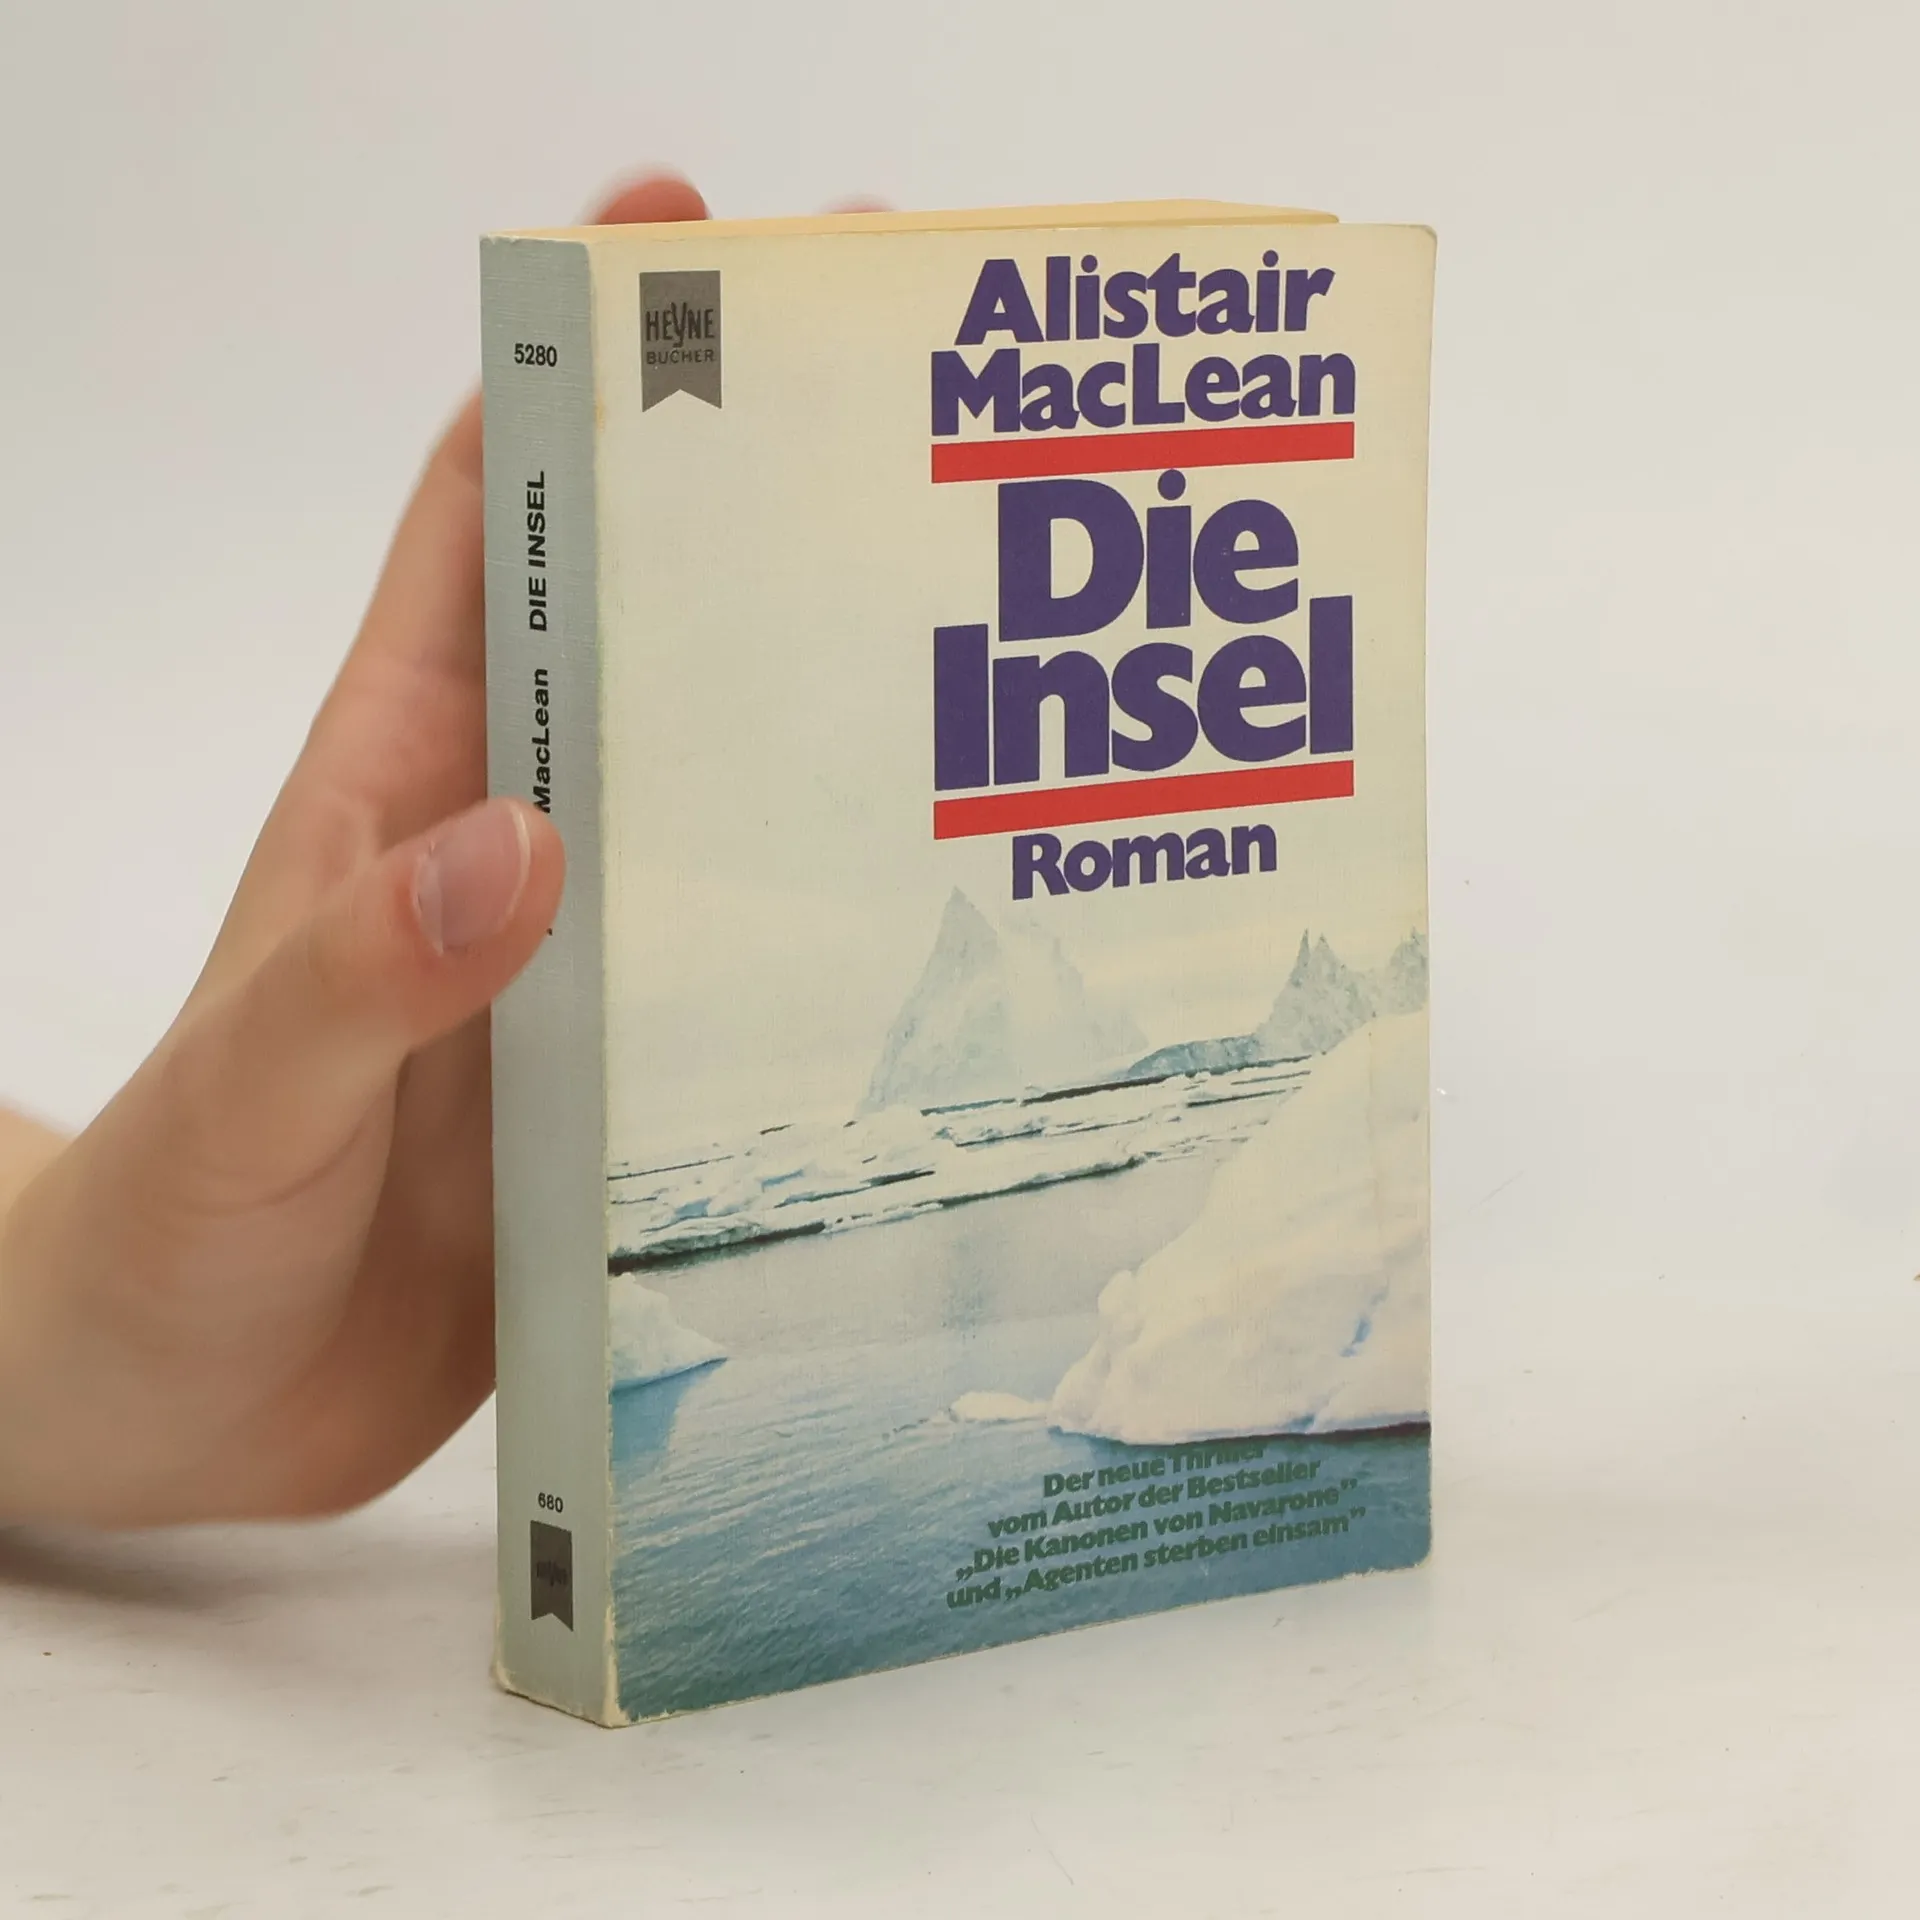 HEYNE
BÜCHER
Alistair
MacLean
Die
Insel
Roman
Der neue Thriller
vom Autor der Bestseller
„Die Kanonen von Navarone”
und „Agenten sterben einsam”
5280
MacLean DIE INSEL
680
HEYNE